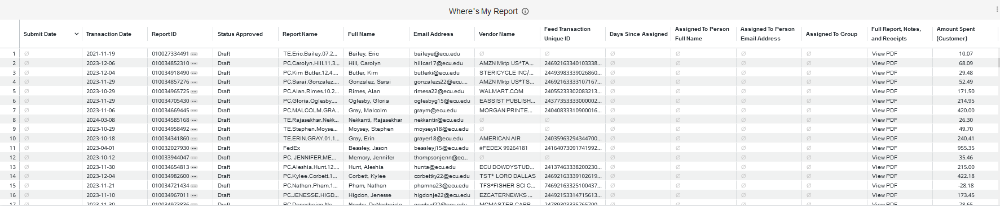 Where's My Report
Submit Date Transaction Date Report ID Status Approved Report Name Full Name Email Address Vendor Name Feed Transaction Unique ID Days Since Assigned Assigned To Person Full Name Assigned To Person Email Address Assigned To Group Full Report, Notes, and Receipts Amount Spent (Customer)
1 ∅ 2021-11-19 010027334491 ... Draft TE.Eric.Bailey.07.2... Bailey, Eric baileye@ecu.edu ∅ ∅ ∅ ∅ ∅ ∅ View PDF 10.07
2 ∅ 2023-12-06 010034852310 ... Draft PC.Carolyn.Hill.11.3... Hill, Carolyn hillcar17@ecu.edu AMZN Mktp US*TA... 24692163340103338... ∅ ∅ ∅ ∅ View PDF 68.09
3 ∅ 2023-12-04 010034918490 ... Draft PC.Kim Butler.12.4.... Butler, Kim butlerki@ecu.edu STERICYCLE INC/... 24493983339026860... ∅ ∅ ∅ ∅ View PDF 29.48
4 ∅ 2023-11-29 010034857276 ... Draft PC.Sarai.Gonzalez.... Gonzalez, Sarai gonzalezs22@ecu.... AMZN Mktp US*TS... 24692163333107167... ∅ ∅ ∅ ∅ View PDF 52.49
5 ∅ 2023-10-29 010034965725 ... Draft PC.Alan.Rimes.10.2... Rimes, Alan rimesa22@ecu.edu WALMART.COM 24055233302083213... ∅ ∅ ∅ ∅ View PDF 171.50
6 ∅ 2023-11-29 010034705430 ... Draft PC.Gloria.Oglesby.... Oglesby, Gloria oglesbyg15@ecu.edu EASSIST PUBLISH... 24377353333000002... ∅ ∅ ∅ ∅ View PDF 214.95
7 ∅ 2023-11-06 010034669445 ... Draft PC.MALCOLM.GRA... Gray, Malcolm graym@ecu.edu MORGAN PRINTE... 24040833310900016... ∅ ∅ ∅ ∅ View PDF 420.00
8 ∅ 2024-03-08 010034585168 ... Draft TE.Rajasekhar.Nekk... Nekkanti, Rajasekhar nekkantir@ecu.edu ∅ ∅ ∅ ∅ ∅ ∅ View PDF 26.30
9 ∅ 2023-10-29 010034958492 ... Draft TE.Stephen.Moyse... Moysey, Stephen moyseys18@ecu.edu ∅ ∅ ∅ ∅ ∅ ∅ View PDF 49.70
10 ∅ 2023-10-18 010034341860 ... Draft TE.ERIN.GRAY.01.1... Gray, Erin grayer18@ecu.edu AMERICAN AIR 24035963294344700... ∅ ∅ ∅ ∅ View PDF 240.41
11 ∅ 2023-04-01 010032027930 ... Draft FedEx Beasley, Jason beasleyj15@ecu.edu #FEDEX 99264181 24164073091741992... ∅ ∅ ∅ ∅ View PDF 955.35
12 ∅ 2023-10-12 010033944047 ... Draft PC. JENNIFER.ME... Memory, Jennifer thompsonjenn@ec... ∅ ∅ ∅ ∅ ∅ ∅ View PDF 35.46
13 ∅ 2023-11-30 010034654813 ... Draft PC.Aleshia.Hunt.12.... Hunt, Aleshia hunta@ecu.edu ECU DOWDYSTUD... 24137463338200230... ∅ ∅ ∅ ∅ View PDF 215.00
14 ∅ 2023-12-04 010034982600 ... Draft PC.Kylee.Corbett.1... Corbett, Kylee corbettky22@ecu.edu TST* LORO DALLAS 24692163339102619... ∅ ∅ ∅ ∅ View PDF 422.18
15 ∅ 2023-11-21 010034721434 ... Draft PC.Nathan.Pham.1... Pham, Nathan phamna23@ecu.edu TFS*FISHER SCI C... 74692163325100437... ∅ ∅ ∅ ∅ View PDF -28.18
16 ∅ 2023-11-10 010034967011 ... Draft PC.JENESSE.HIGD... Higdon, Jenesse higdonje22@ecu.edu EZCATERNEWKS ... 24492153314715613... ∅ ∅ ∅ ∅ View PDF 173.45
17 2023-11-30 Draft View PDF